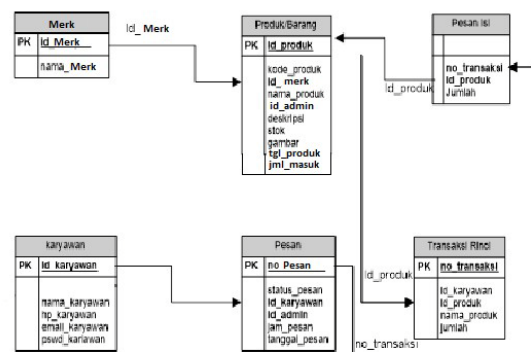 Merk
PK Id_Merk
nama_Merk
Id_Merk
Produk/Barang
PK Id_produk
kode_produk
Id_merk
nama_produk
id_admin
deskripsi
stok
gambar
tgl_produk
jml_masuk
Pesan Isi
no_transaksi
Id_produk
Jumlah
Id_produk
karyawan
PK Id_karyawan
nama_karyawan
hp_karyawan
email_karyawan
pswd_kariawan
Pesan
PK no_Pesan
status_pesan
Id_karyawan
Id_admin
jam_pesan
tanggal_pesan
Id_produk
no_transaksi
Transaksi Rinci
PK no_transaksi
Id_karyawan
Id_produk
nama_produk
jumlah